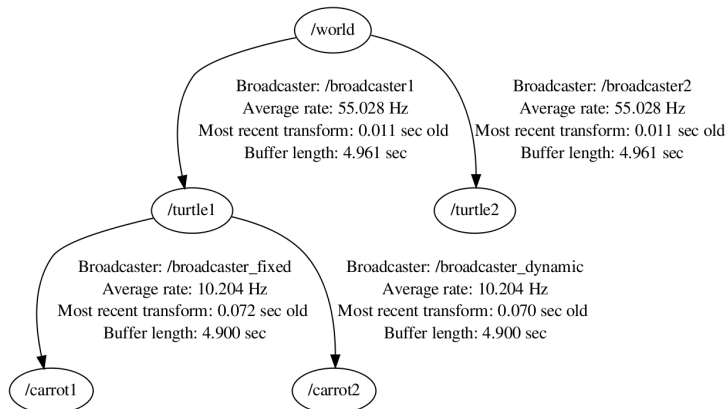 /world
Broadcaster: /broadcaster1
Average rate: 55.028 Hz
Most recent transform: 0.011 sec old
Buffer length: 4.961 sec
Broadcaster: /broadcaster2
Average rate: 55.028 Hz
Most recent transform: 0.011 sec old
Buffer length: 4.961 sec
/turtle1
/turtle2
Broadcaster: /broadcaster_fixed
Average rate: 10.204 Hz
Most recent transform: 0.072 sec old
Buffer length: 4.900 sec
Broadcaster: /broadcaster_dynamic
Average rate: 10.204 Hz
Most recent transform: 0.070 sec old
Buffer length: 4.900 sec
/carrot1
/carrot2